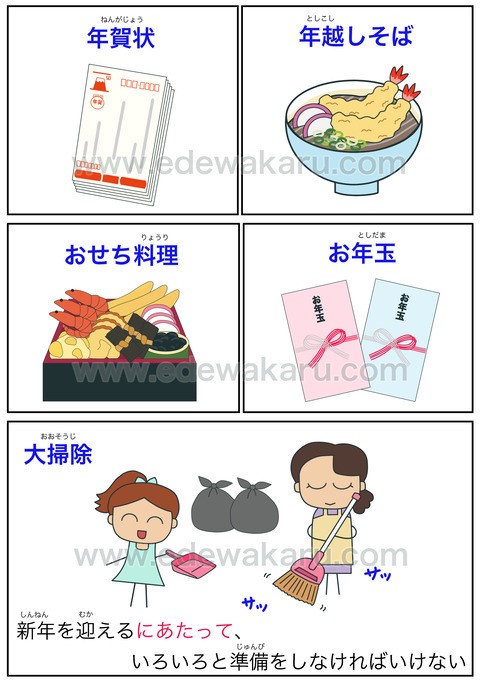 ねんがじょう
年賀状
としこし
年越しそば
50
年賀
www.edewakaru.com
りょうり
おせち料理
としだま
お年玉
お年玉
お年玉
www.edewakaru.com
おおそうじ
大掃除
www.edewakaru.com
サッ
サッ
しんねん むか
新年を迎えるにあたって、
じゅんび
いろいろと準備をしなければいけない